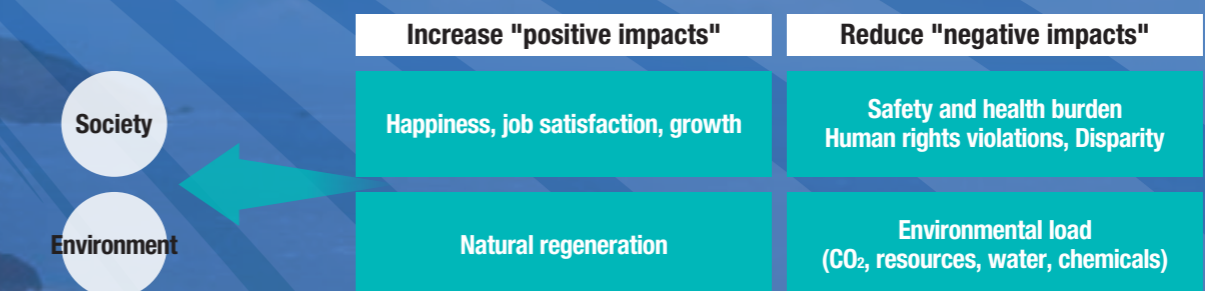 Increase "positive impacts"
Reduce "negative impacts"
Society
Happiness, job satisfaction, growth
Safety and health burden
Human rights violations, Disparity
Environment
Natural regeneration
Environmental load
(CO₂, resources, water, chemicals)